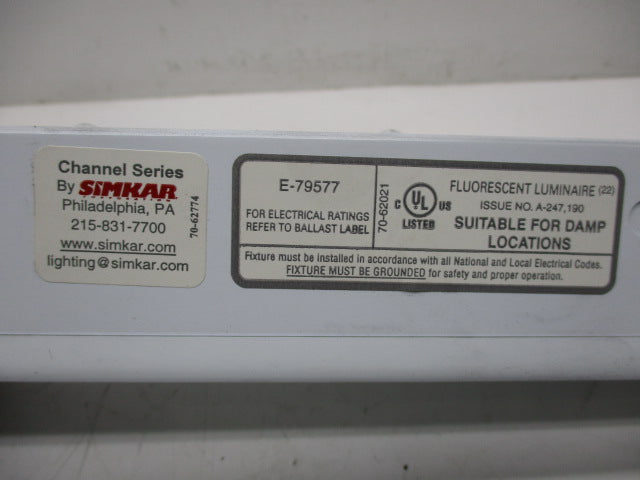 Channel Series
By SIMKAR
Philadelphia, PA
215-831-7700
www.simkar.com
lighting@simkar.com
70-62774
E-79577
FOR ELECTRICAL RATINGS
REFER TO BALLAST LABEL
70-62021
C UL US
LISTED
FLUORESCENT LUMINAIRE (22)
ISSUE NO. A-247,190
SUITABLE FOR DAMP
LOCATIONS
Fixture must be installed in accordance with all National and Local Electrical Codes.
FIXTURE MUST BE GROUNDED for safety and proper operation.